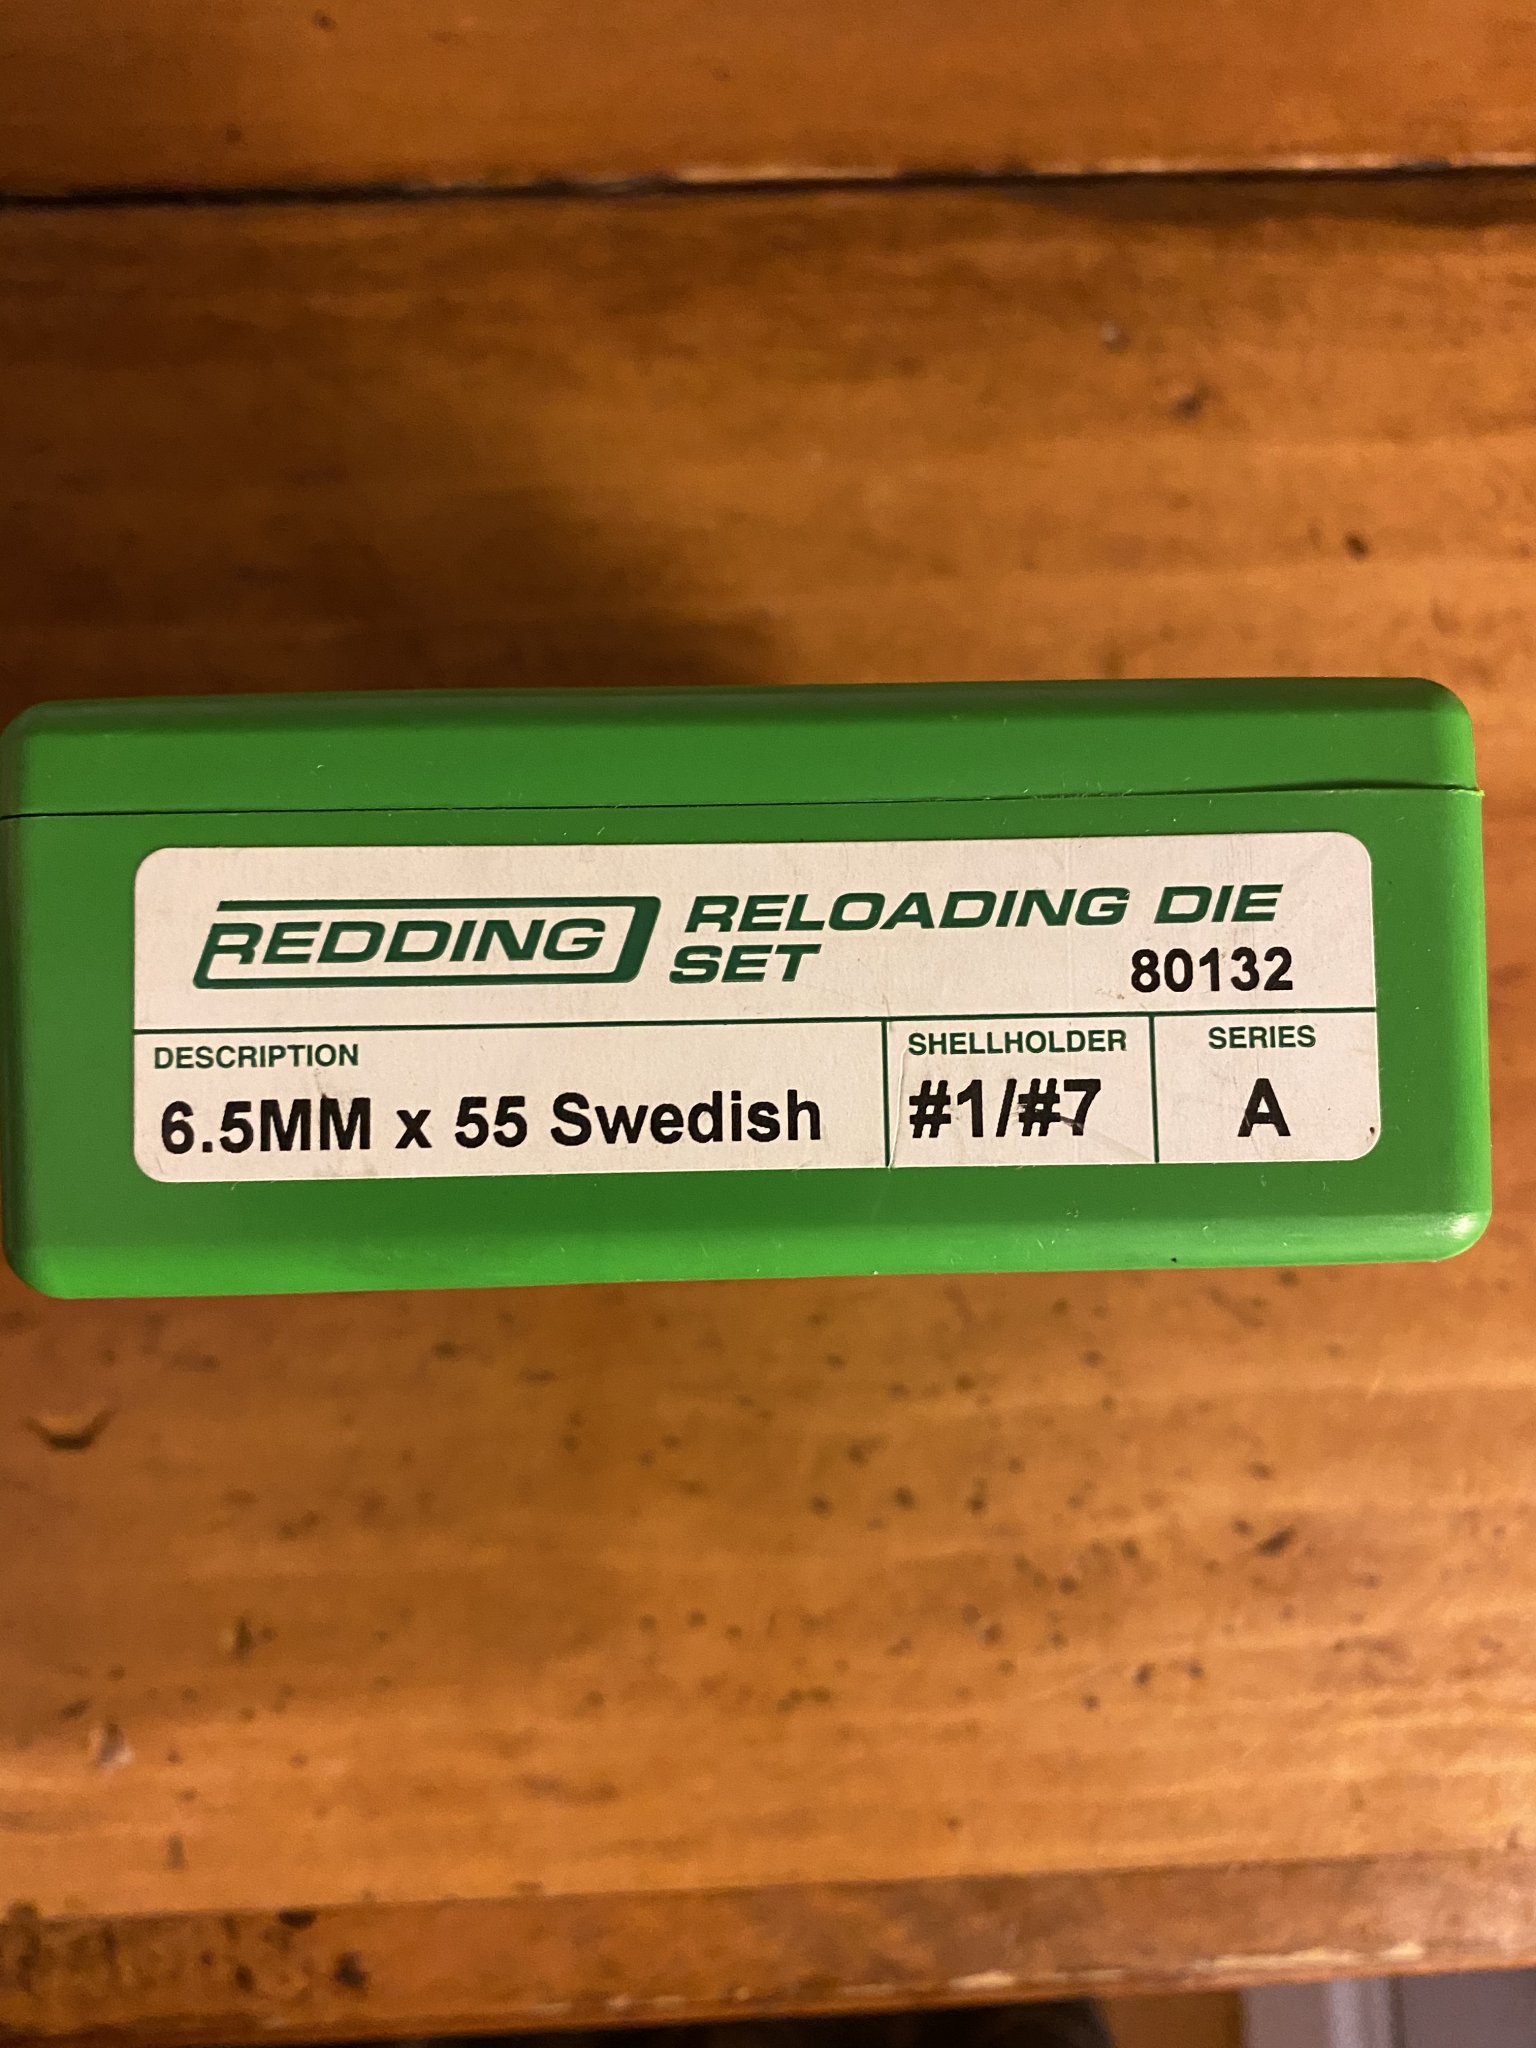 REDDING RELOADING DIE
SET 80132
DESCRIPTION SHELLHOLDER SERIES
6.5MM x 55 Swedish #1/#7 A